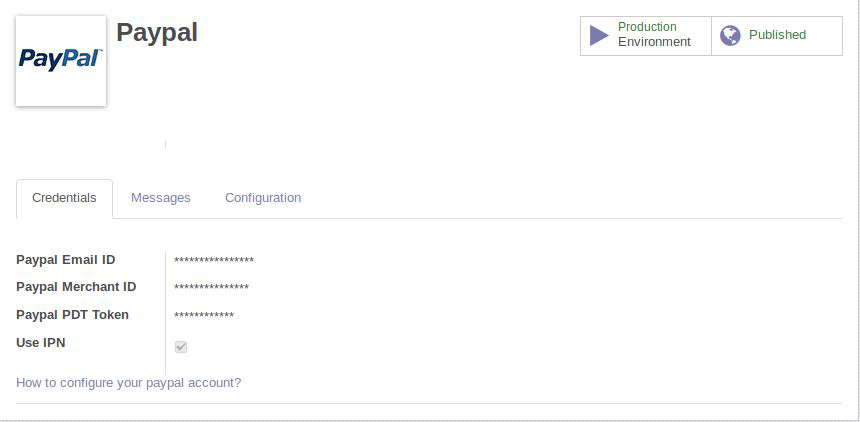 PayPal™
Paypal
Production
Environment
Published
Credentials
Messages
Configuration
Paypal Email ID
****************
Paypal Merchant ID
***************
Paypal PDT Token
************
Use IPN
How to configure your paypal account?